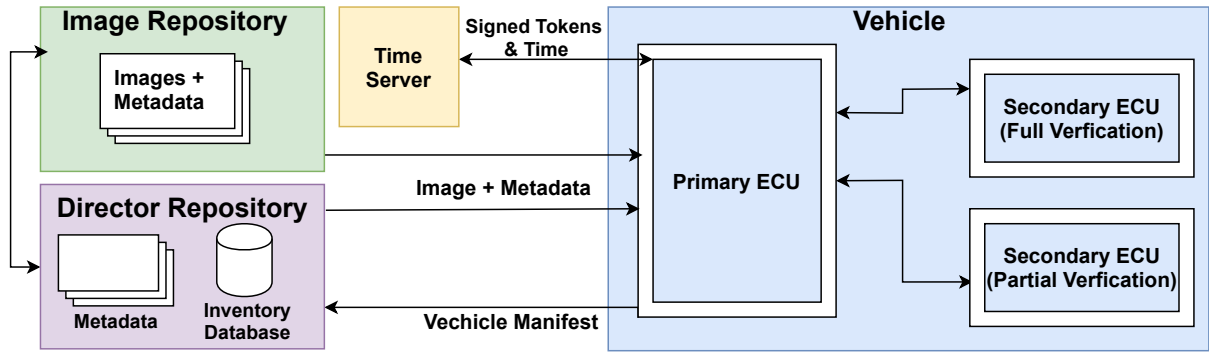 Image Repository
Images +
Metadata
Time
Server
Signed Tokens
& Time
Vehicle
Secondary ECU
(Full Verfication)
Primary ECU
Image + Metadata
Director Repository
Metadata
Inventory
Database
Vechicle Manifest
Secondary ECU
(Partial Verfication)